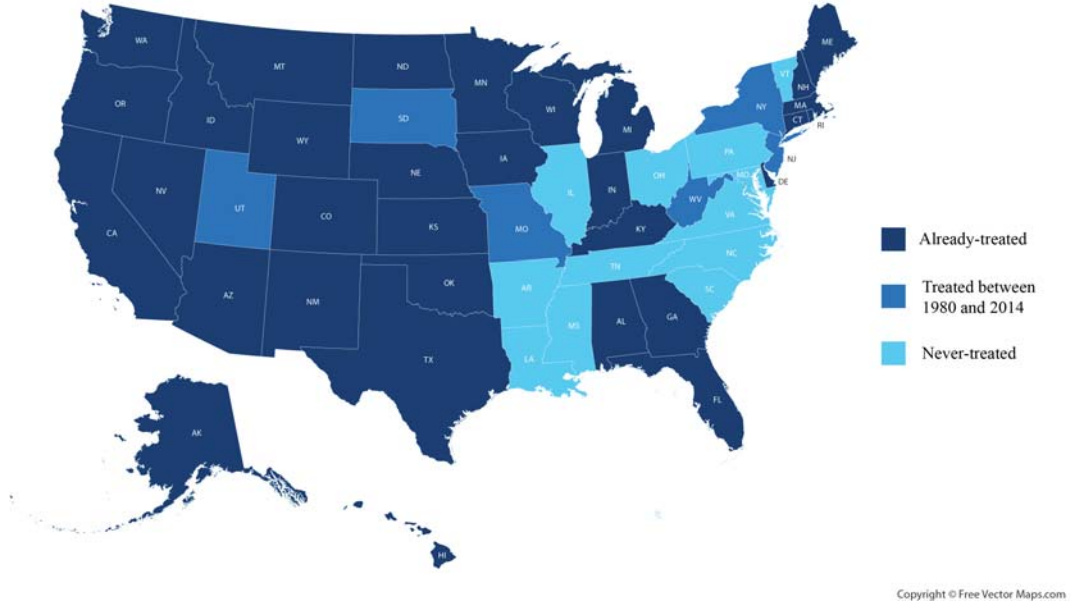 WA
MT
ND
MN
ME
VT
NH
OR
ID
WY
SD
WI
MI
NY
MA
CT
RI
NV
UT
CO
NE
IA
IL
IN
OH
PA
NJ
MD
DE
CA
KS
MO
KY
WV
VA
AZ
NM
OK
AR
TN
NC
SC
TX
LA
MS
AL
GA
FL
AK
HI
Already-treated
Treated between
1980 and 2014
Never-treated
Copyright © Free Vector Maps.com